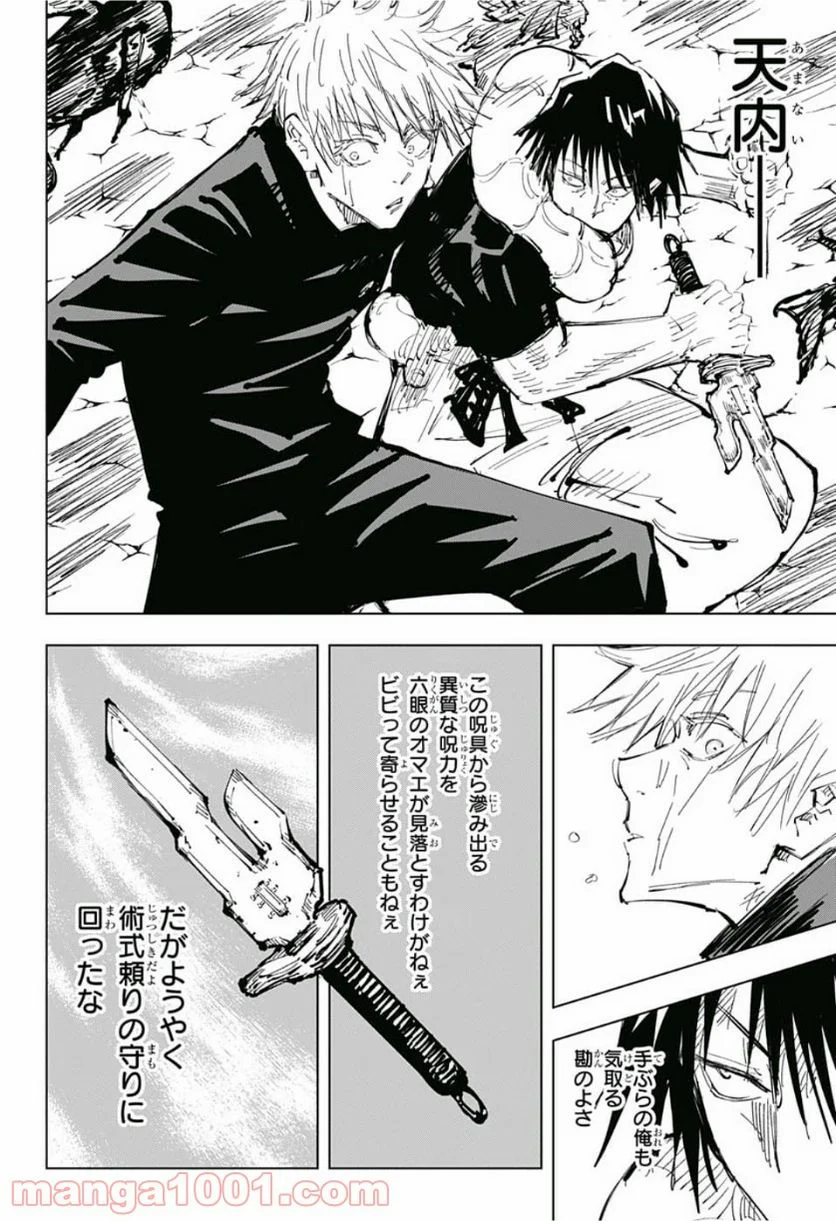 天内──
手ぶらの俺も
気取る
勘のよさ
この呪具から滲み出る
異質な呪力を
六眼のオマエが見落とすわけがねぇ
ビビって寄らせることもねぇ
だがようやく
術式頼りの守りに
回ったな
manga1001.com